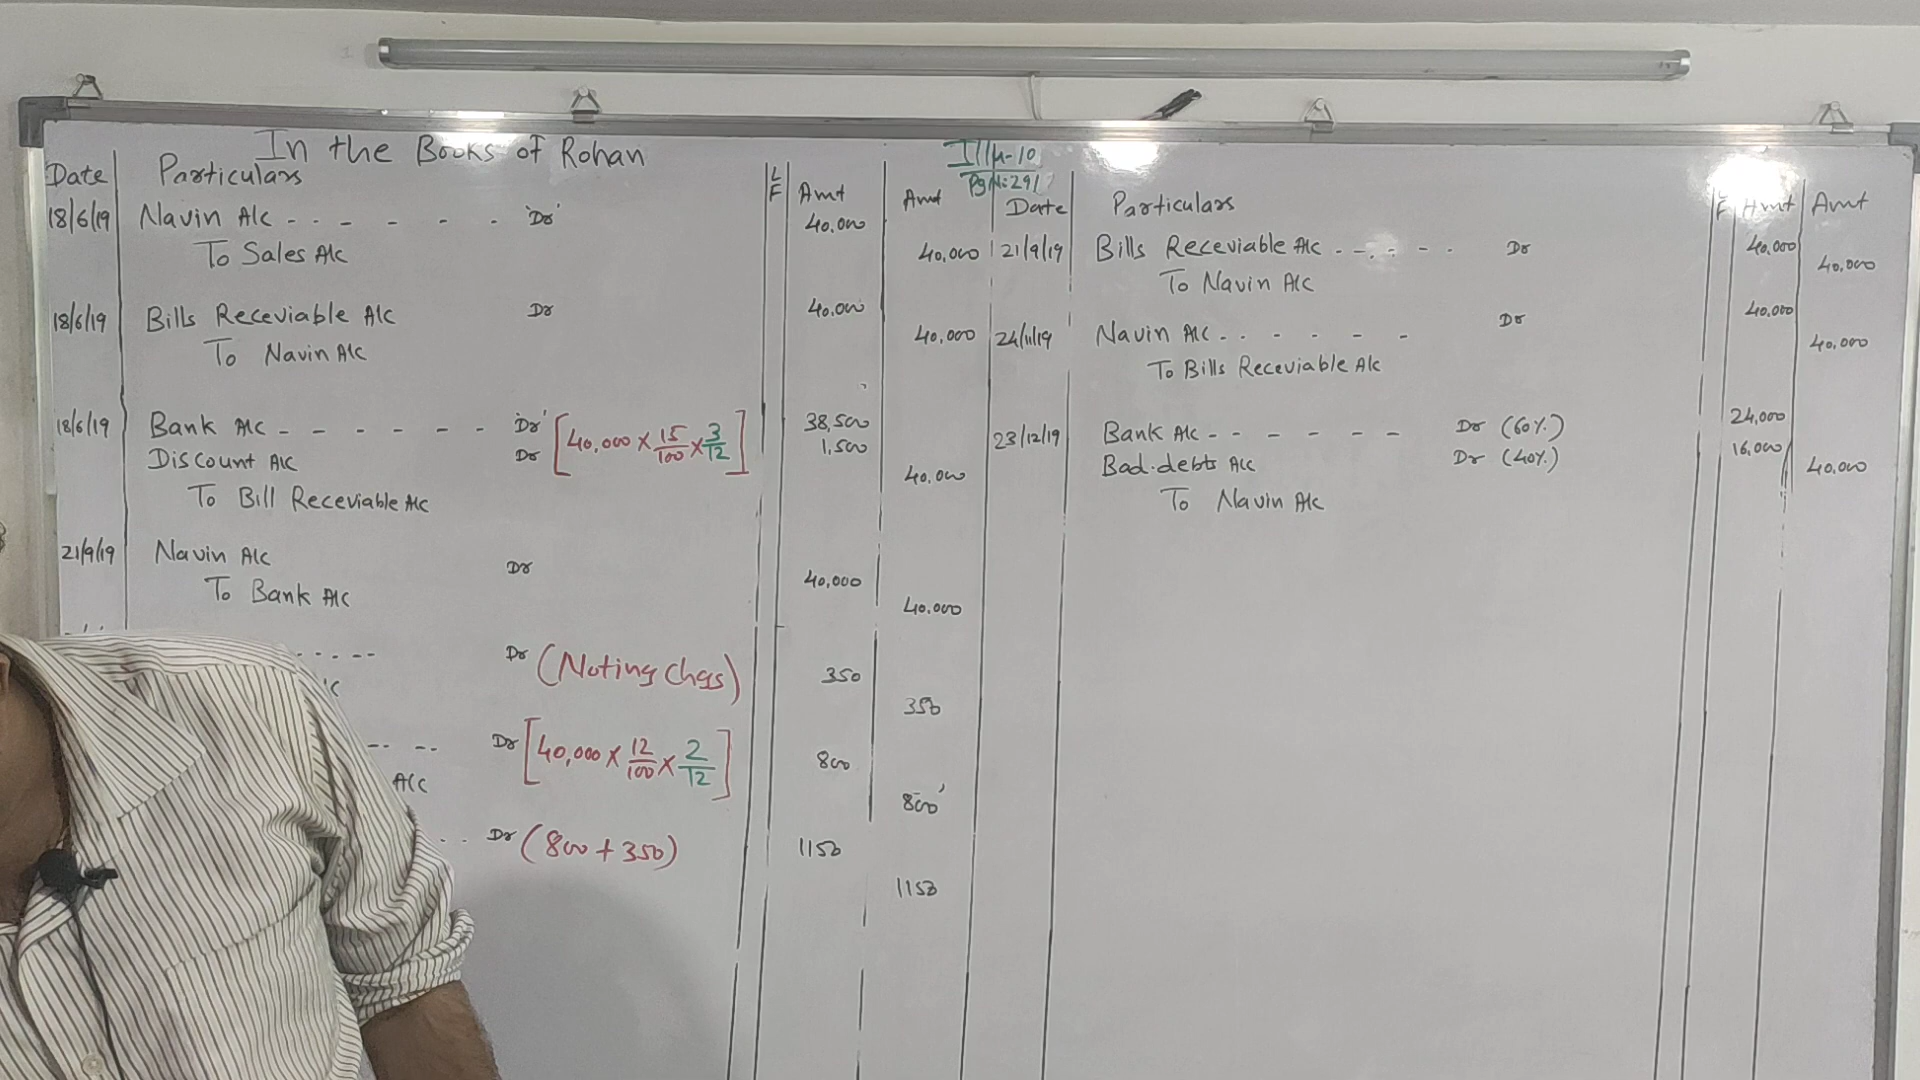 In the Books of Rohan
Illu-10
Pg N:291
Date Particulars L F Amt Amt
18/6/19 Navin A/c - - - - - - 'Dr' 40,000
To Sales A/c 40,000
18/6/19 Bills Receviable A/c Dr 40,000
To Navin A/c 40,000
18/6/19 Bank A/c - - - - - - Dr' [40,000 × 15/100 × 3/12] 38,500
Discount A/c Dr 1,500
To Bill Receviable A/c 40,000
21/9/19 Navin A/c Dr 40,000
To Bank A/c 40,000
Dr (Noting Chgs) 350
350
Dr [40,000 × 12/100 × 2/12] 800
A/c 800
Dr (800 + 350) 1150
1150
Date Particulars L F Amt Amt
21/9/19 Bills Receviable A/c - - - - - - Dr 40,000
To Navin A/c 40,000
24/11/19 Navin A/c - - - - - - Dr 40,000
To Bills Receviable A/c 40,000
23/12/19 Bank A/c - - - - - - Dr (60%) 24,000
Bad-debts A/c Dr (40%) 16,000
To Navin A/c 40,000